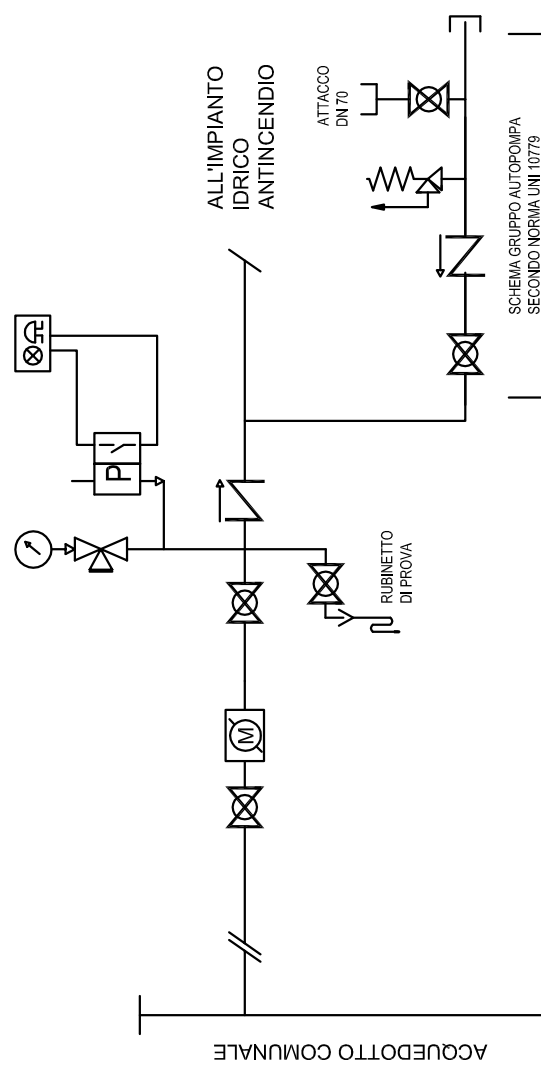 ALL'IMPIANTO
IDRICO
ANTINCENDIO
ATTACCO
DN 70
P
M
RUBINETTO
DI PROVA
SCHEMA GRUPPO AUTOPOMPA
SECONDO NORMA UNI 10779
ACQUEDOTTO COMUNALE